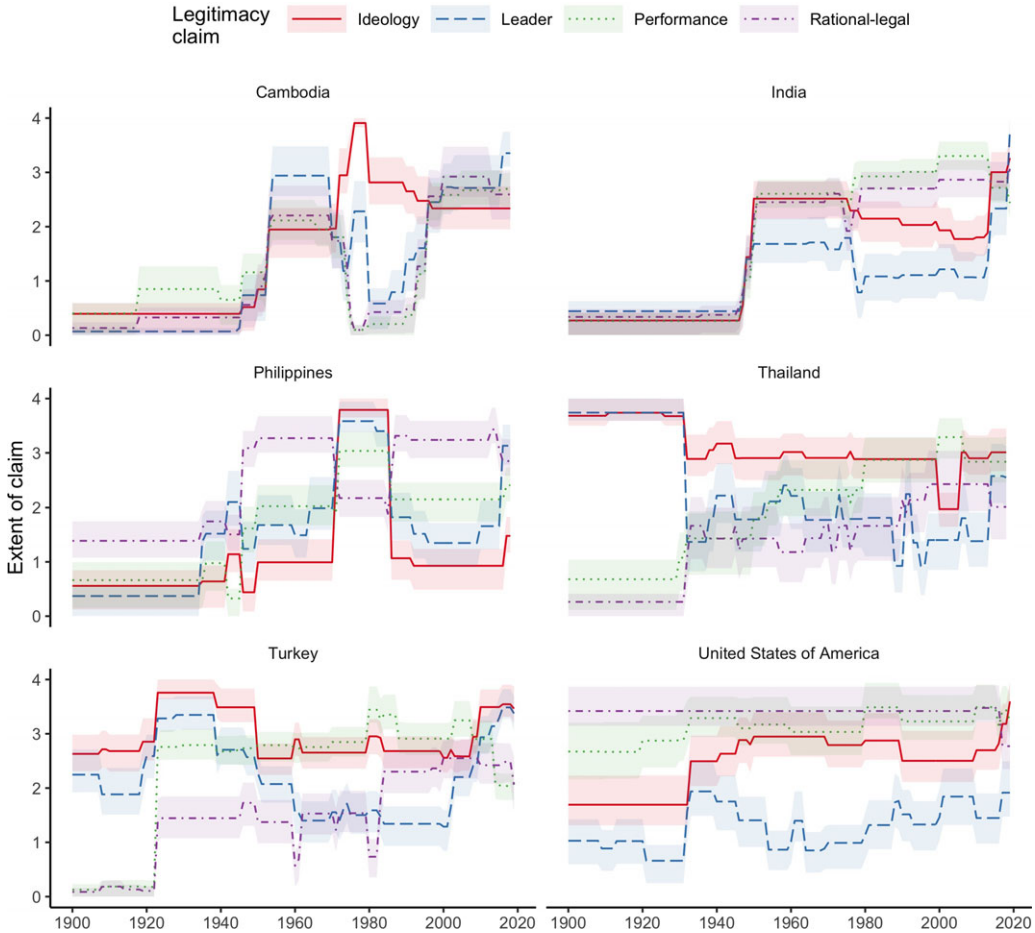 Legitimacy claim Ideology Leader Performance Rational-legal
Cambodia India
4
3
2
1
0
Philippines Thailand
4
3
2
1
0
Extent of claim
Turkey United States of America
4
3
2
1
0
1900 1920 1940 1960 1980 2000 2020 1900 1920 1940 1960 1980 2000 2020